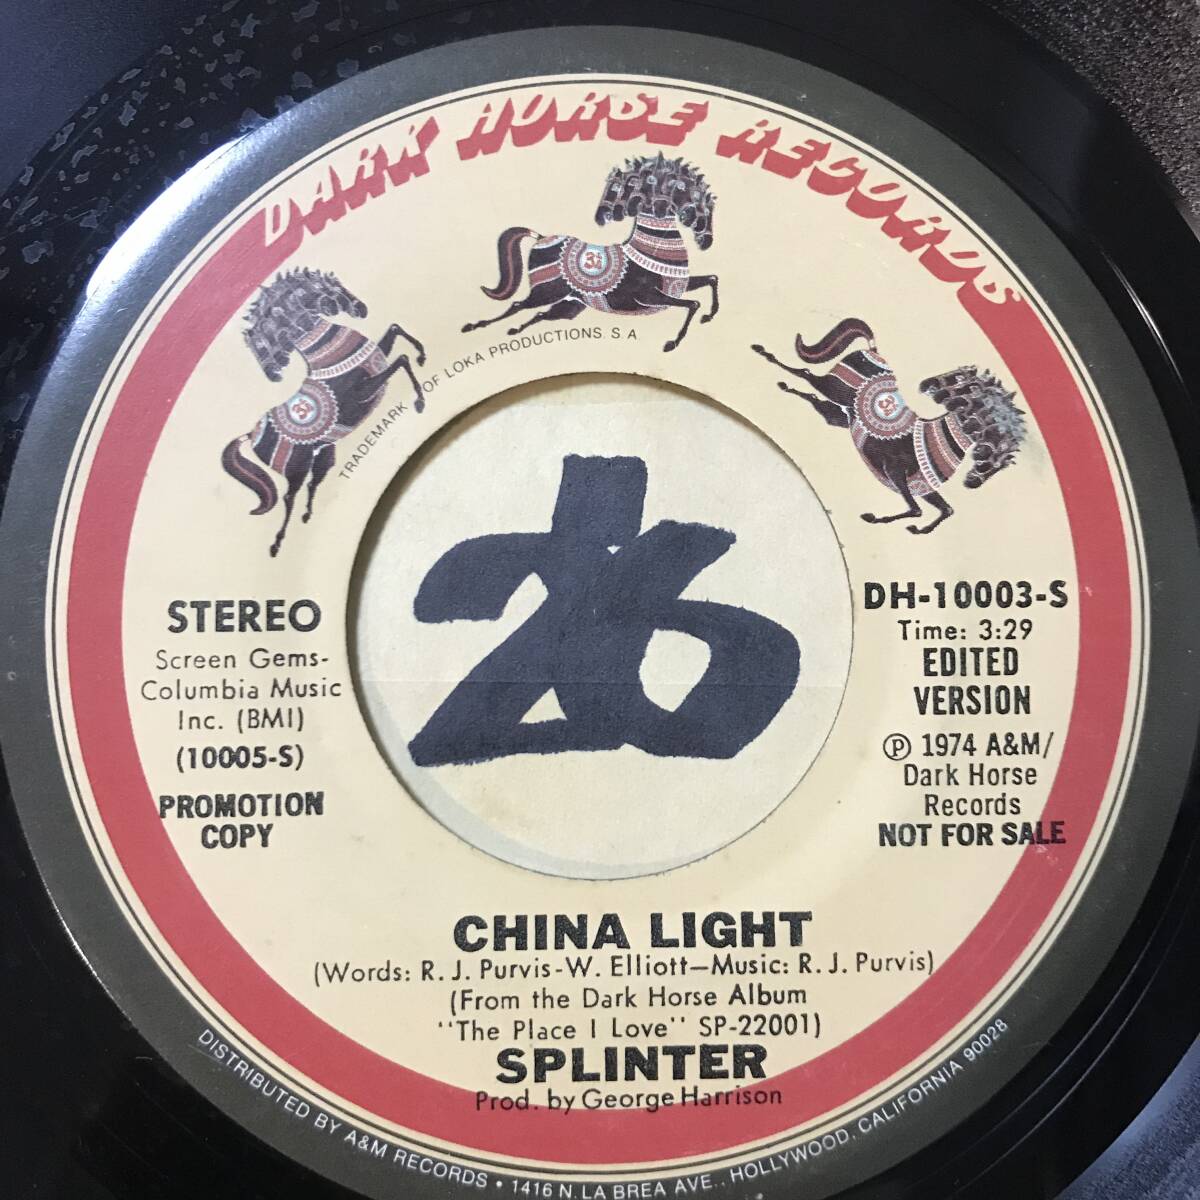 DARK HORSE RECORDS
TRADEMARK OF LOKA PRODUCTIONS. S.A.
26
STEREO
Screen Gems-
Columbia Music
Inc. (BMI)
(10005-S)
PROMOTION
COPY
DH-10003-S
Time: 3:29
EDITED
VERSION
℗ 1974 A&M/
Dark Horse
Records
NOT FOR SALE
CHINA LIGHT
(Words: R. J. Purvis-W. Elliott—Music: R. J. Purvis)
(From the Dark Horse Album
"The Place I Love" SP-22001)
SPLINTER
Prod. by George Harrison
DISTRIBUTED BY A&M RECORDS • 1416 N. LA BREA AVE., HOLLYWOOD, CALIFORNIA 90028